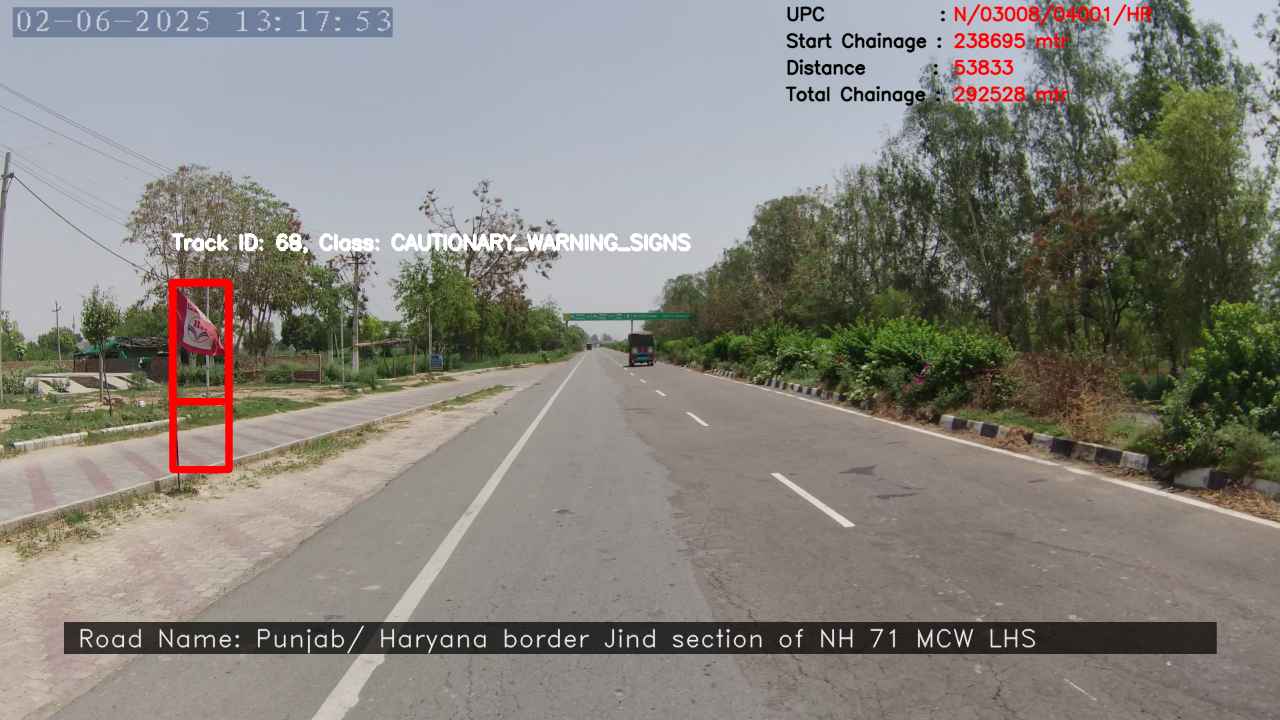 02-06-2025 13:17:53
UPC : N/03008/04001/HR
Start Chainage : 238695 mtr
Distance : 53833
Total Chainage : 292528 mtr
Track ID: 68, Class: CAUTIONARY_WARNING_SIGNS
Road Name: Punjab/ Haryana border Jind section of NH 71 MCW LHS